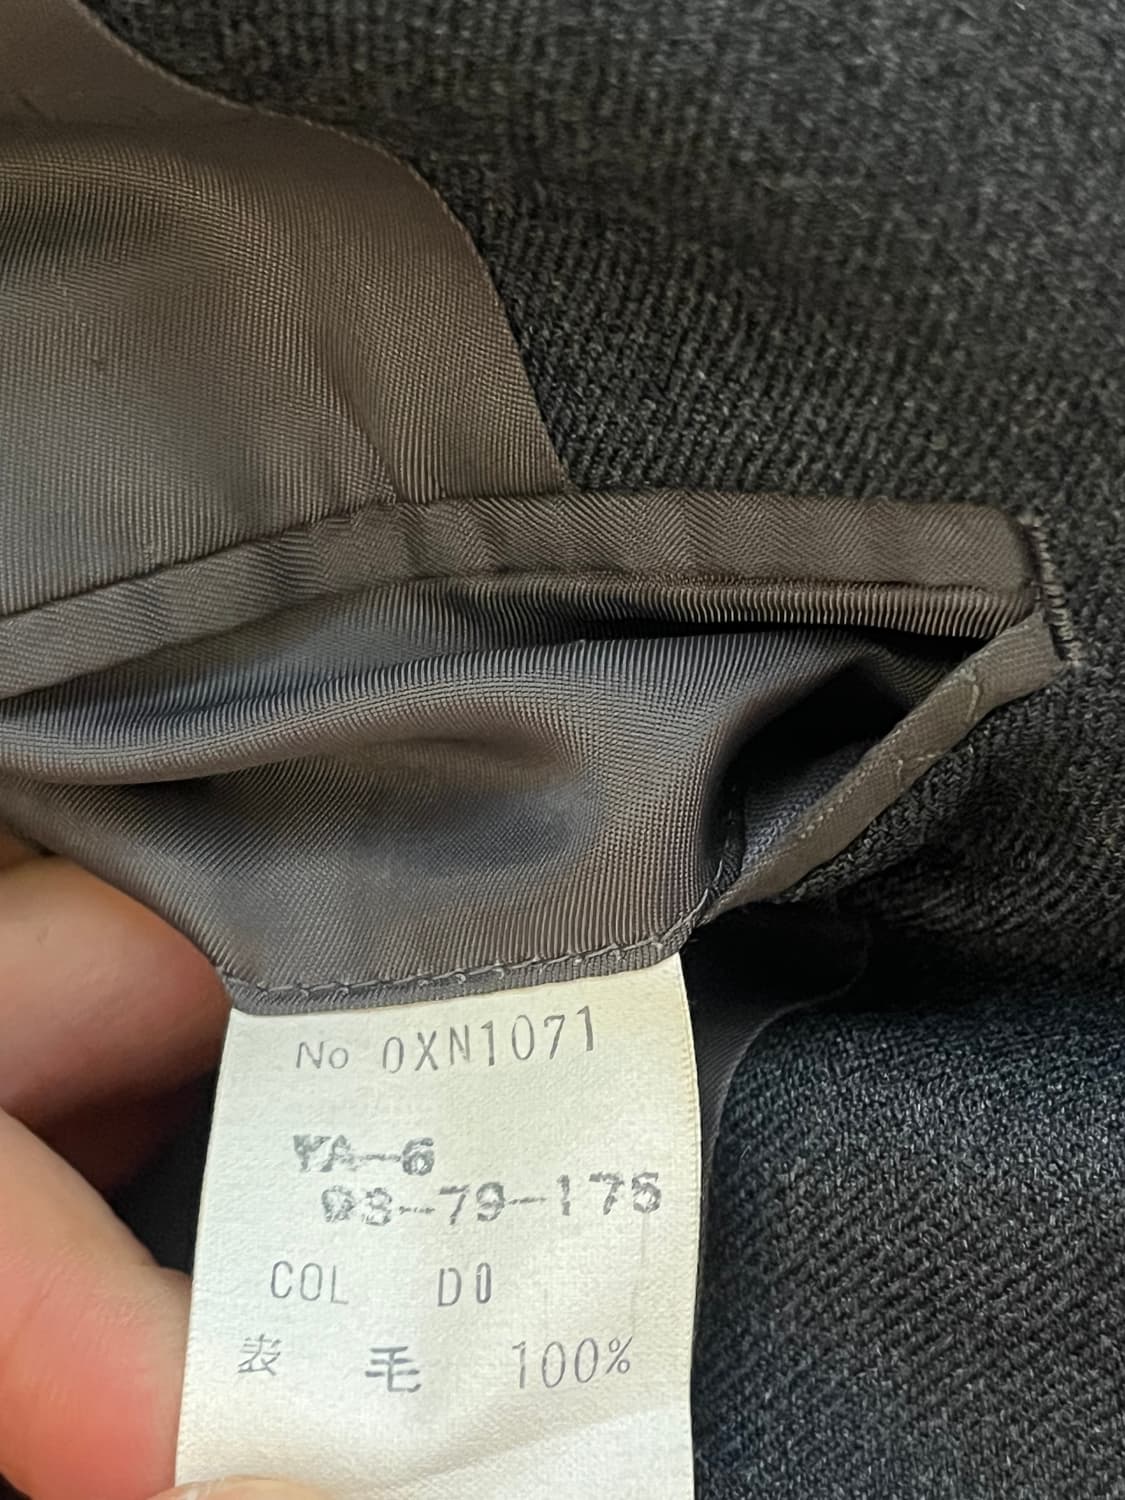 No 0XN1071
YA-6
93-79-175
COL D0
表 毛 100%